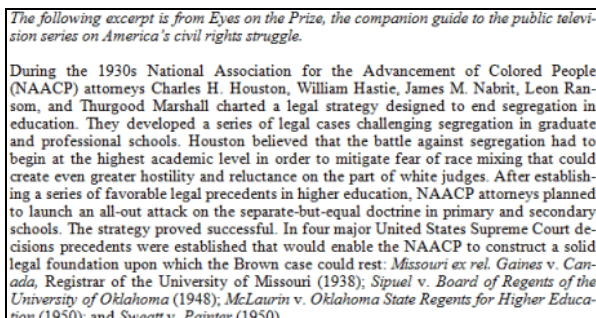 The following excerpt is from Eyes on the Prize, the companion guide to the public televi-
sion series on America's civil rights struggle.
During the 1930s National Association for the Advancement of Colored People
(NAACP) attorneys Charles H. Houston, William Hastie, James M. Nabrit, Leon Ran-
som, and Thurgood Marshall charted a legal strategy designed to end segregation in
education. They developed a series of legal cases challenging segregation in graduate
and professional schools. Houston believed that the battle against segregation had to
begin at the highest academic level in order to mitigate fear of race mixing that could
create even greater hostility and reluctance on the part of white judges. After establish-
ing a series of favorable legal precedents in higher education, NAACP attorneys planned
to launch an all-out attack on the separate-but-equal doctrine in primary and secondary
schools. The strategy proved successful. In four major United States Supreme Court de-
cisions precedents were established that would enable the NAACP to construct a solid
legal foundation upon which the Brown case could rest: Missouri ex rel. Gaines v. Can-
ada, Registrar of the University of Missouri (1938); Sipuel v. Board of Regents of the
University of Oklahoma (1948); McLaurin v. Oklahoma State Regents for Higher Educa-
tion (1950); and Sweatt v. Painter (1950)